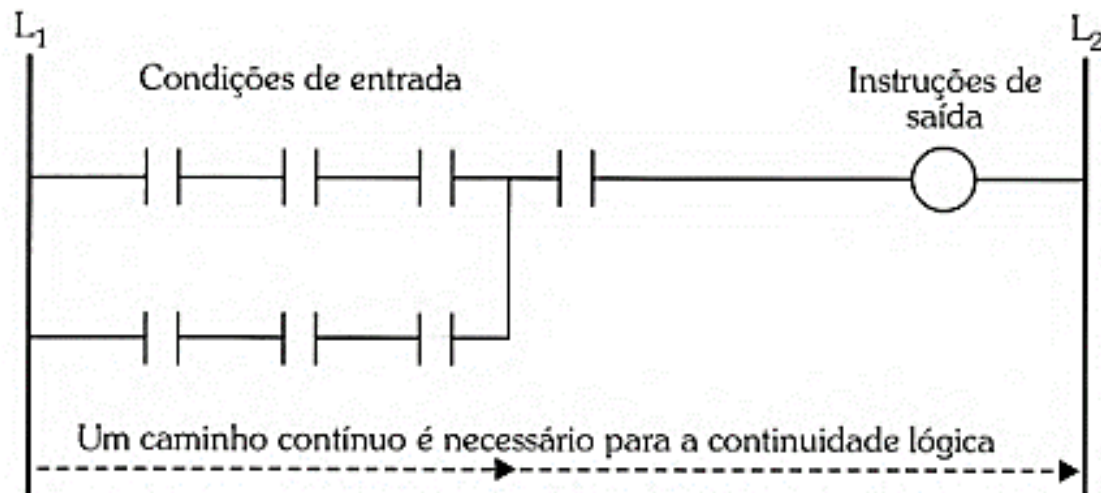 L1
L2
Condições de entrada
Instruções de
saída
Um caminho contínuo é necessário para a continuidade lógica